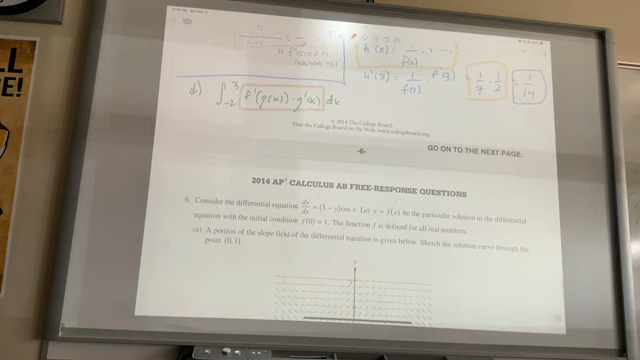 h'(x) = 1/f(x)
h'(3) = 1/f(3) · f'(3) = 1/7 · 1/2 = 1/14
d) ∫₋₂³ f'(g(x)) · g'(x) dx
© 2014 The College Board.
Visit the College Board on the Web: www.collegeboard.org.
-6-
GO ON TO THE NEXT PAGE.
2014 AP® CALCULUS AB FREE-RESPONSE QUESTIONS
6. Consider the differential equation dy/dx = (3 − y)cos x. Let y = f(x) be the particular solution to the differential
equation with the initial condition f(0) = 1. The function f is defined for all real numbers.
(a) A portion of the slope field of the differential equation is given below. Sketch the solution curve through the
point (0, 1).